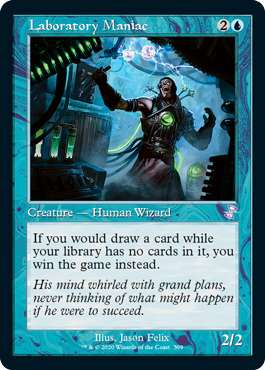 Laboratory Maniac 2
Creature — Human Wizard
If you would draw a card while
your library has no cards in it, you
win the game instead.
His mind whirled with grand plans,
never thinking of what might happen
if he were to succeed.
Illus. Jason Felix
™ & © 2020 Wizards of the Coast 309
2/2